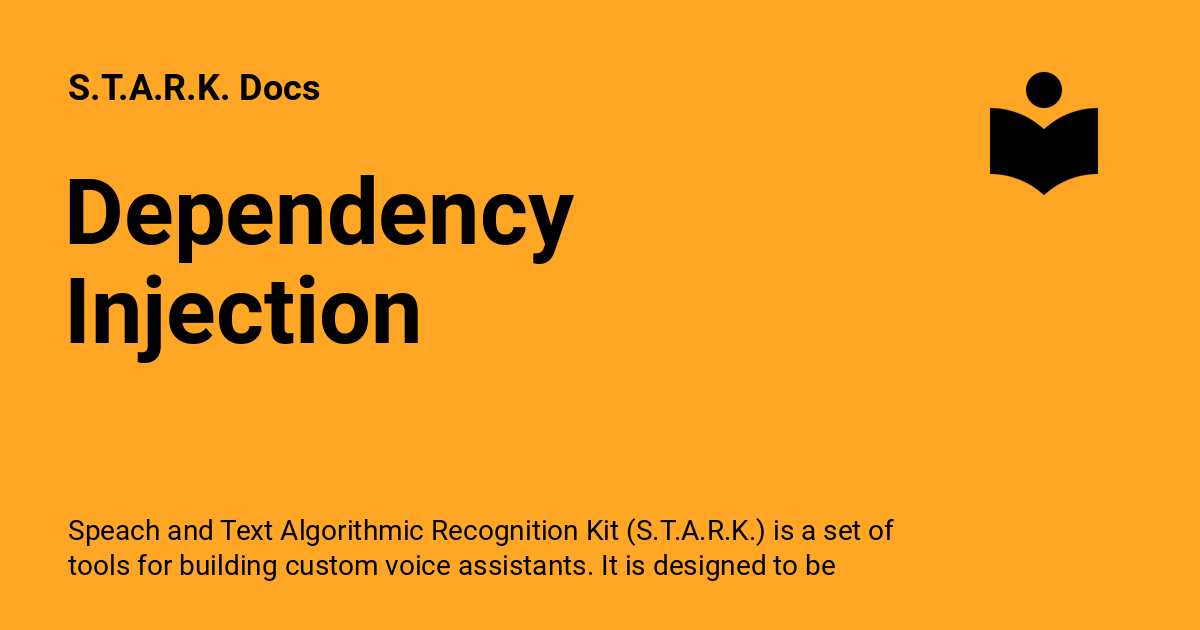 S.T.A.R.K. Docs
Dependency
Injection
Speach and Text Algorithmic Recognition Kit (S.T.A.R.K.) is a set of
tools for building custom voice assistants. It is designed to be